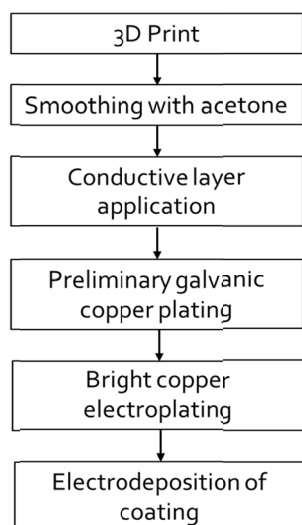 3D Print
Smoothing with acetone
Conductive layer
application
Preliminary galvanic
copper plating
Bright copper
electroplating
Electrodeposition of
coating